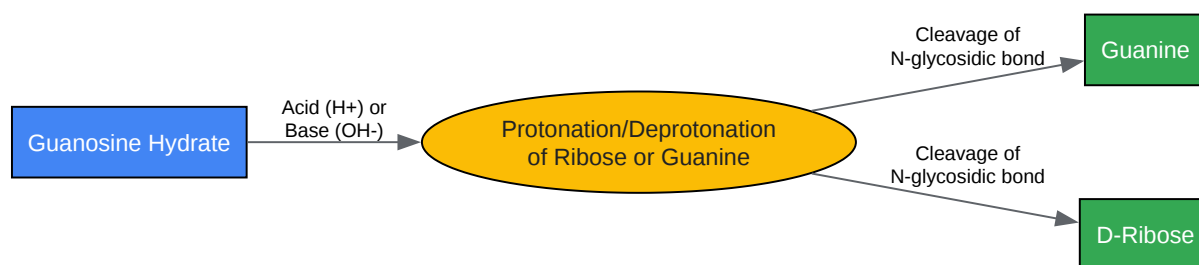 Cleavage of
N-glycosidic bond
Guanine
Guanosine Hydrate
Acid (H+) or
Base (OH-)
Protonation/Deprotonation
of Ribose or Guanine
Cleavage of
N-glycosidic bond
D-Ribose